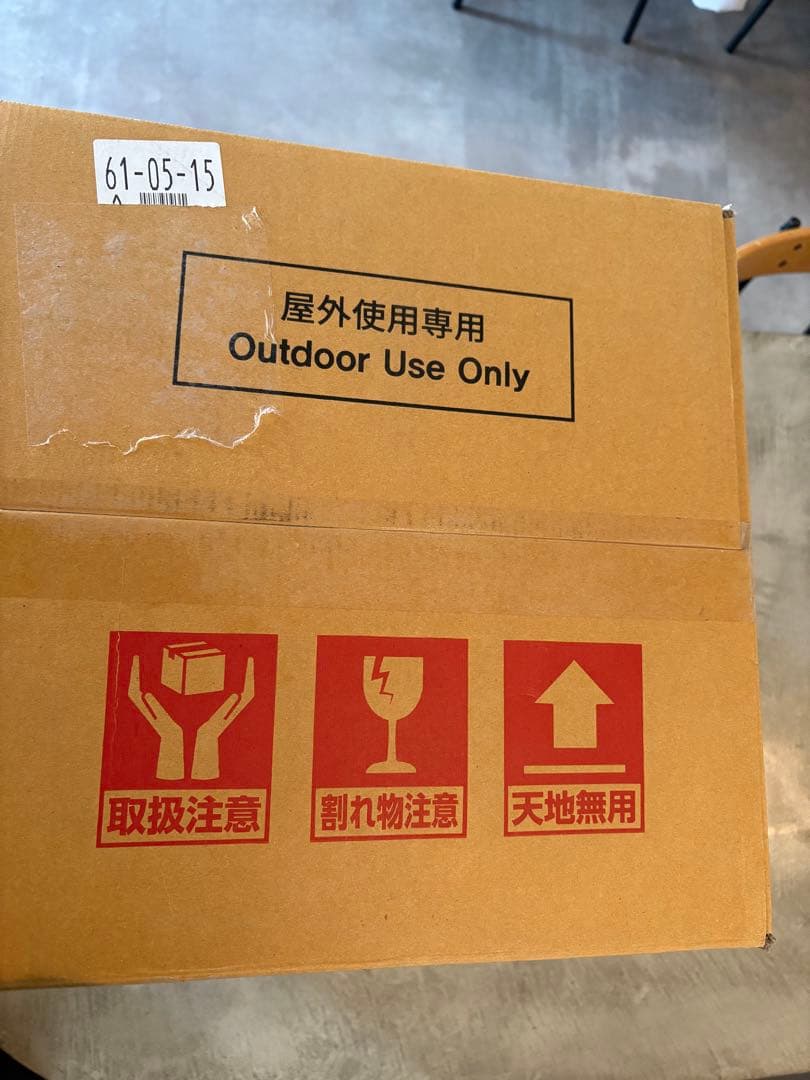 61-05-15
屋外使用専用
Outdoor Use Only
取扱注意
割れ物注意
天地無用